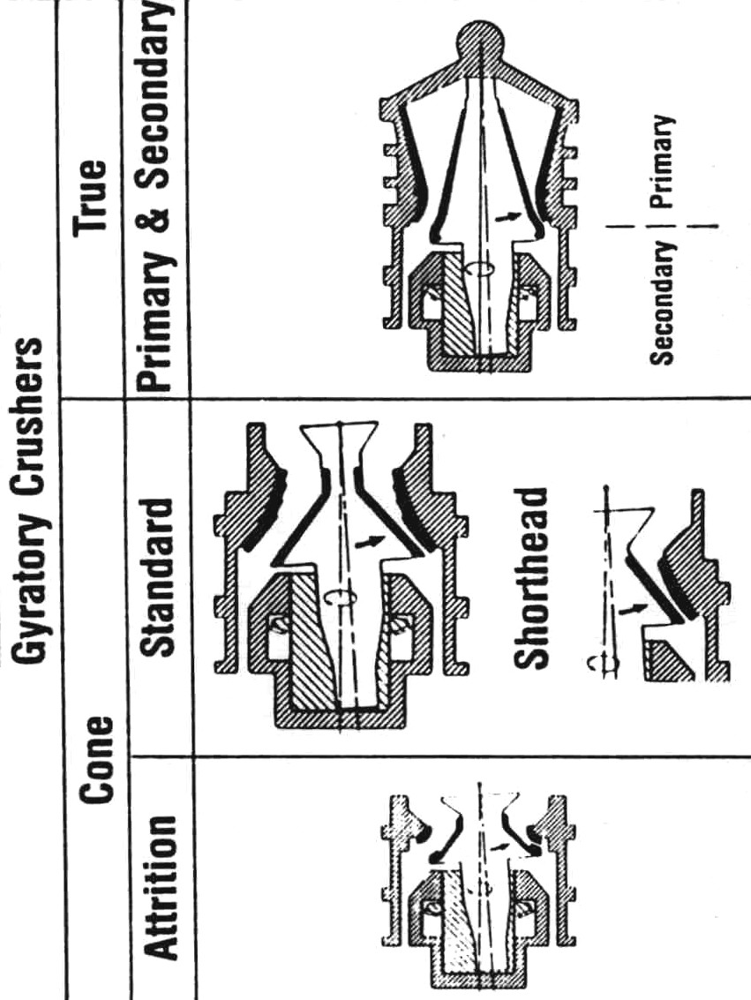 Gyratory Crushers
Cone
True
Attrition
Standard
Primary & Secondary
Shorthead
Secondary
Primary